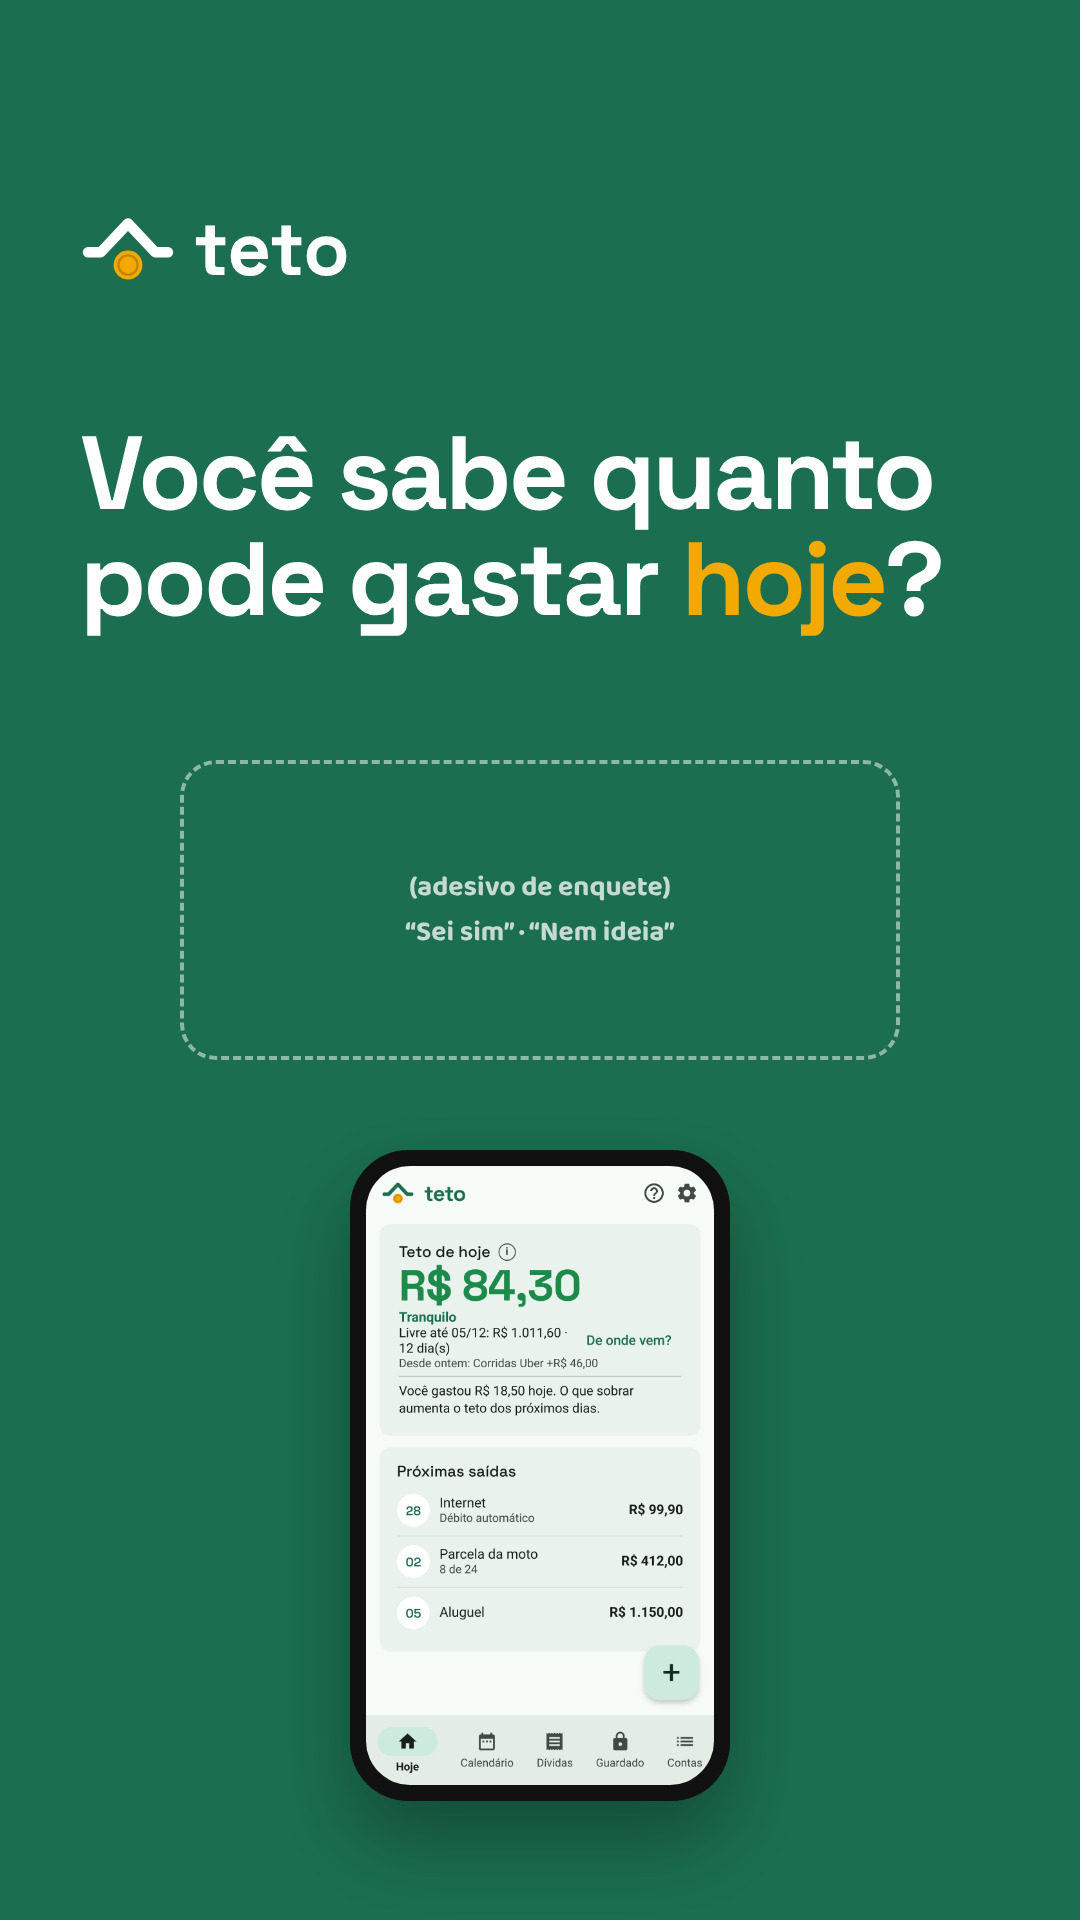 teto
Você sabe quanto
pode gastar hoje?
(adesivo de enquete)
“Sei sim” · “Nem ideia”
teto
Teto de hoje
R$ 84,30
Tranquilo
Livre até 05/12: R$ 1.011,60 ·
12 dia(s)
De onde vem?
Desde ontem: Corridas Uber +R$ 46,00
Você gastou R$ 18,50 hoje. O que sobrar
aumenta o teto dos próximos dias.
Próximas saídas
28 Internet R$ 99,90
Débito automático
02 Parcela da moto R$ 412,00
8 de 24
05 Aluguel R$ 1.150,00
+
Hoje Calendário Dívidas Guardado Contas